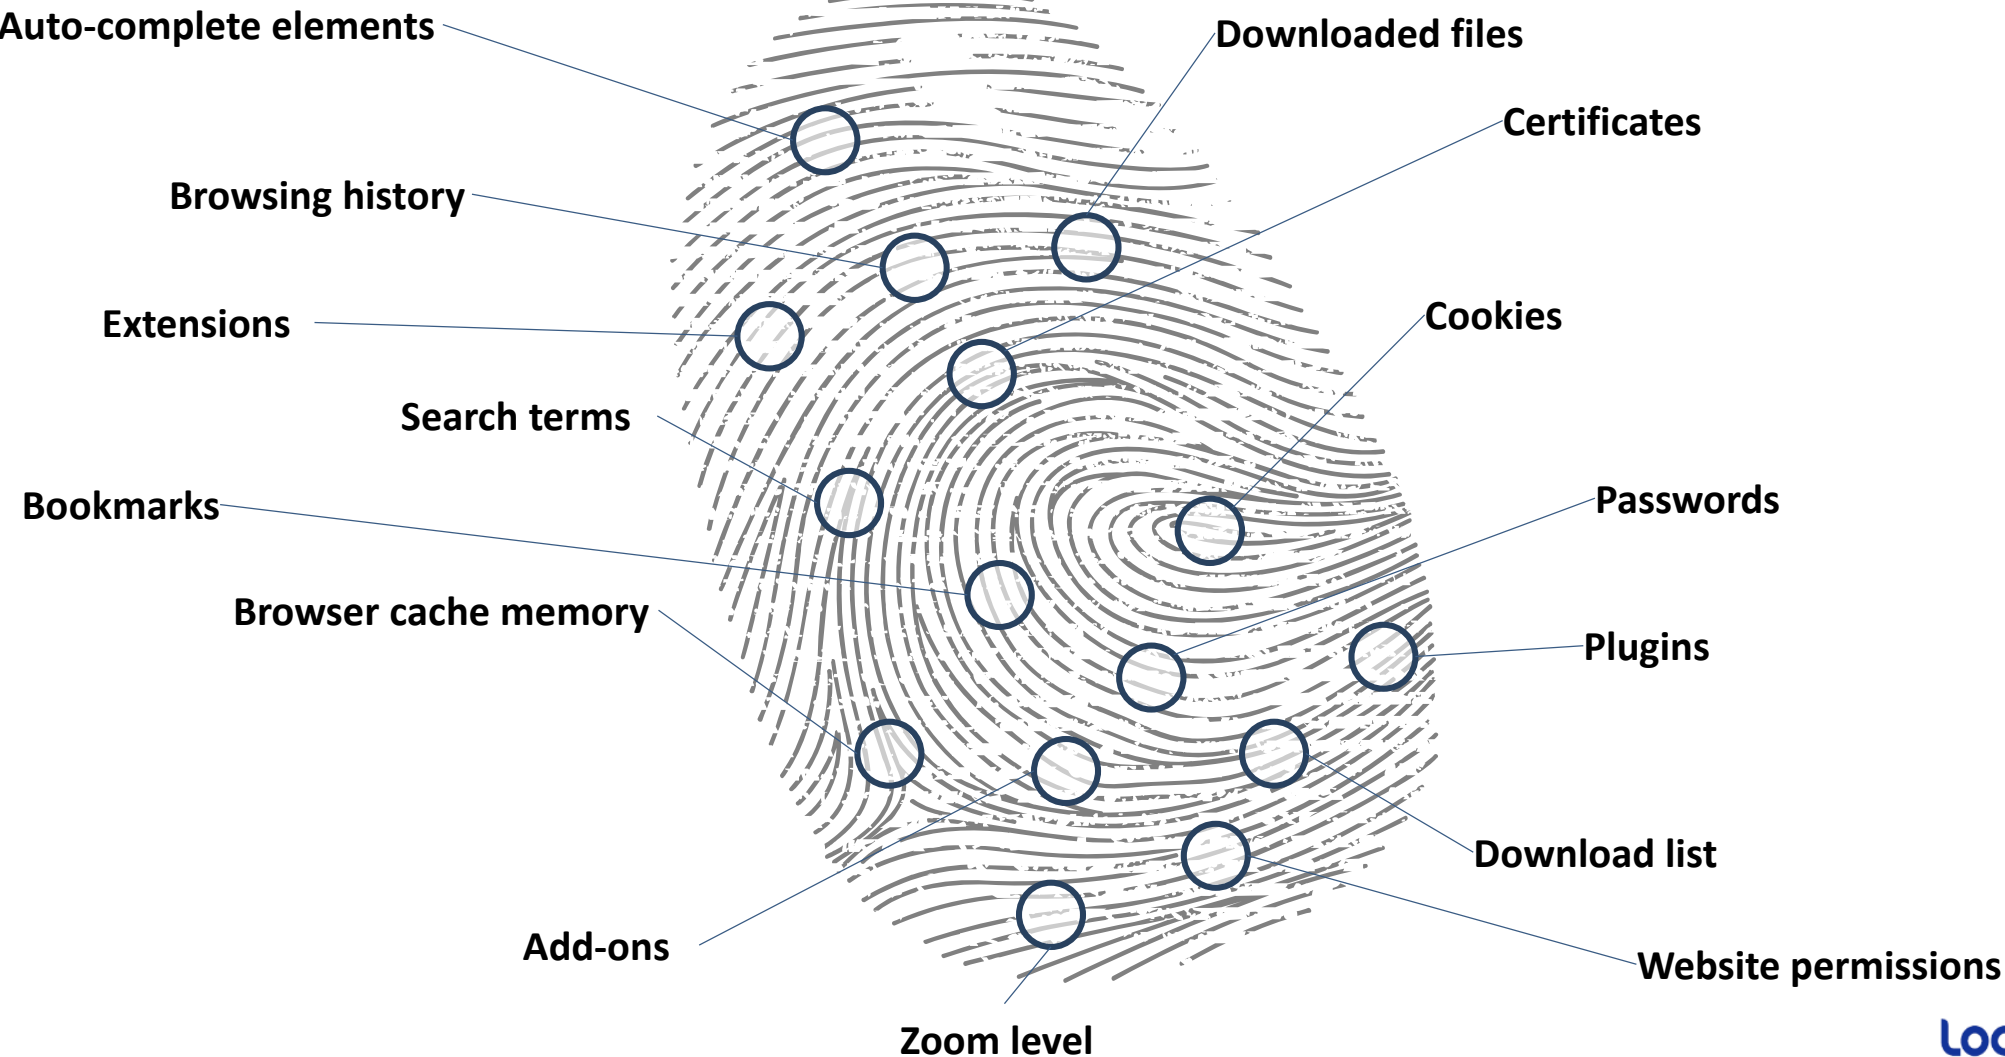 Auto-complete elements
Downloaded files
Certificates
Browsing history
Extensions
Cookies
Search terms
Bookmarks
Passwords
Browser cache memory
Plugins
Download list
Add-ons
Website permissions
Zoom level